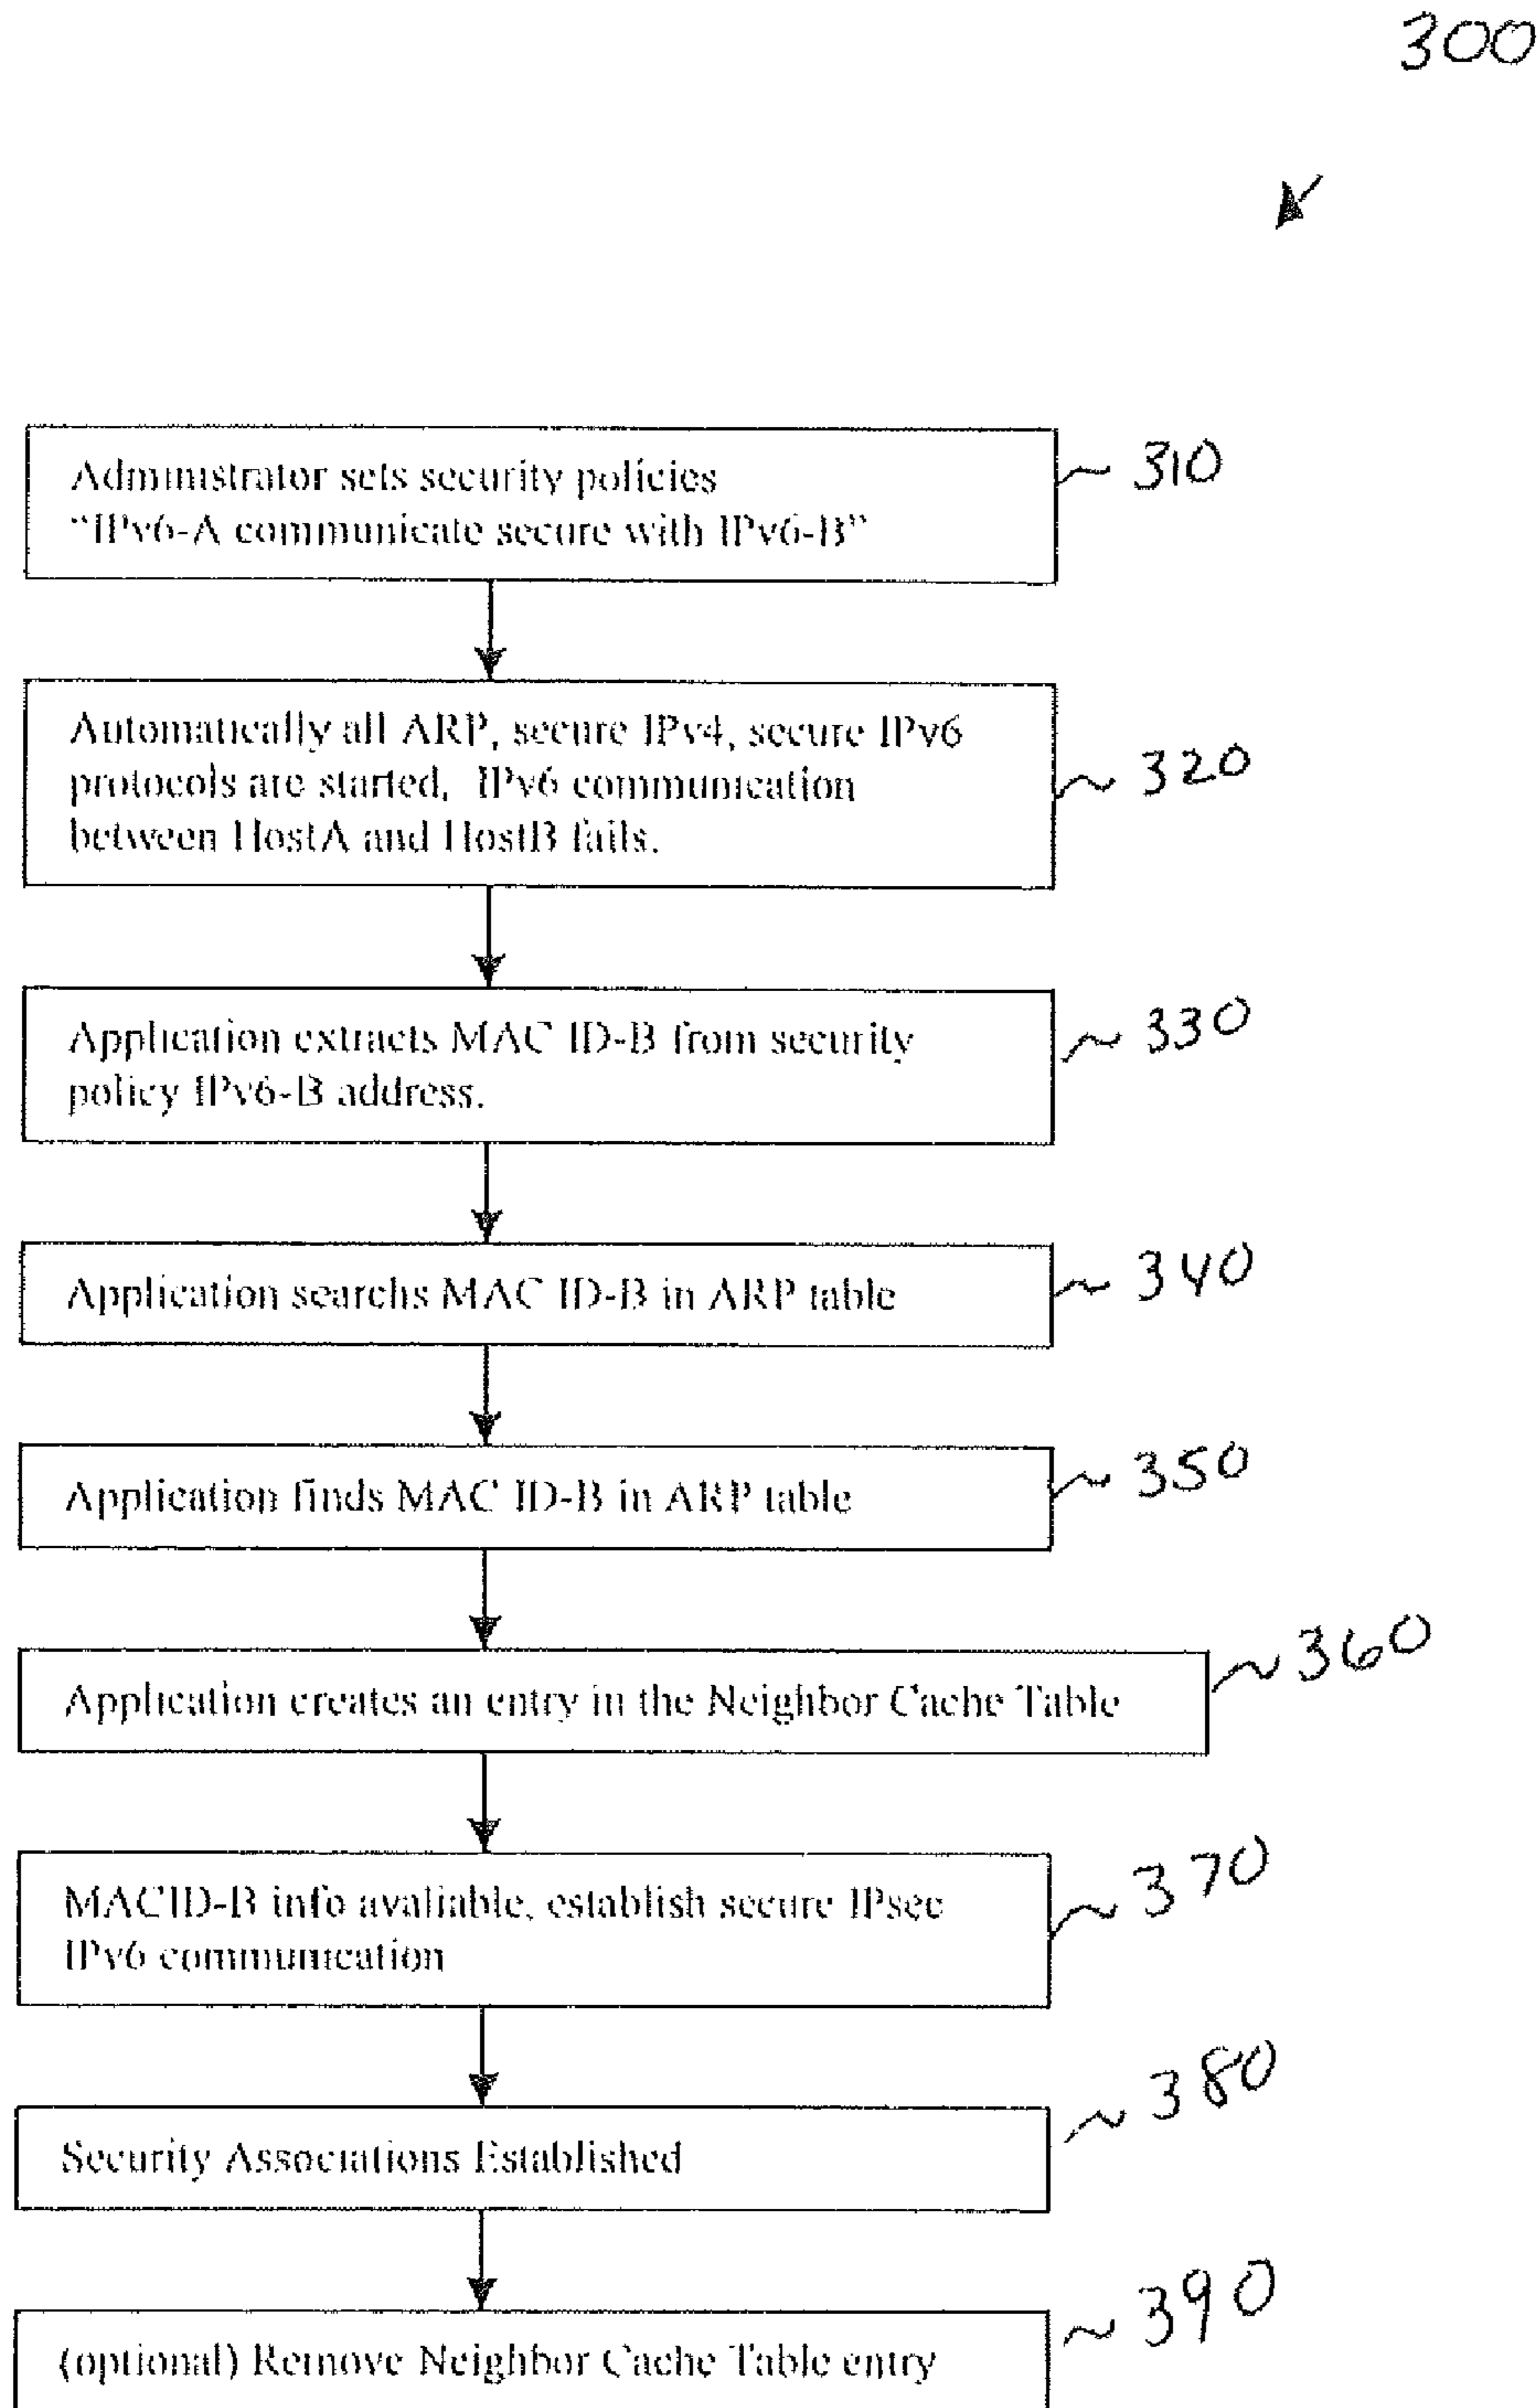 300
Administrator sets security policies
“IPv6-A communicate secure with IPv6-B”
310
Automatically all ARP, secure IPv4, secure IPv6
protocols are started, IPv6 communication
between HostA and HostB fails.
320
Application extracts MAC ID-B from security
policy IPv6-B address.
330
Application searchs MAC ID-B in ARP table
340
Application finds MAC ID-B in ARP table
350
Application creates an entry in the Neighbor Cache Table
360
MACID-B info avaliable, establish secure IPsec
IPv6 communication
370
Security Associations Established
380
(optional) Remove Neighbor Cache Table entry
390